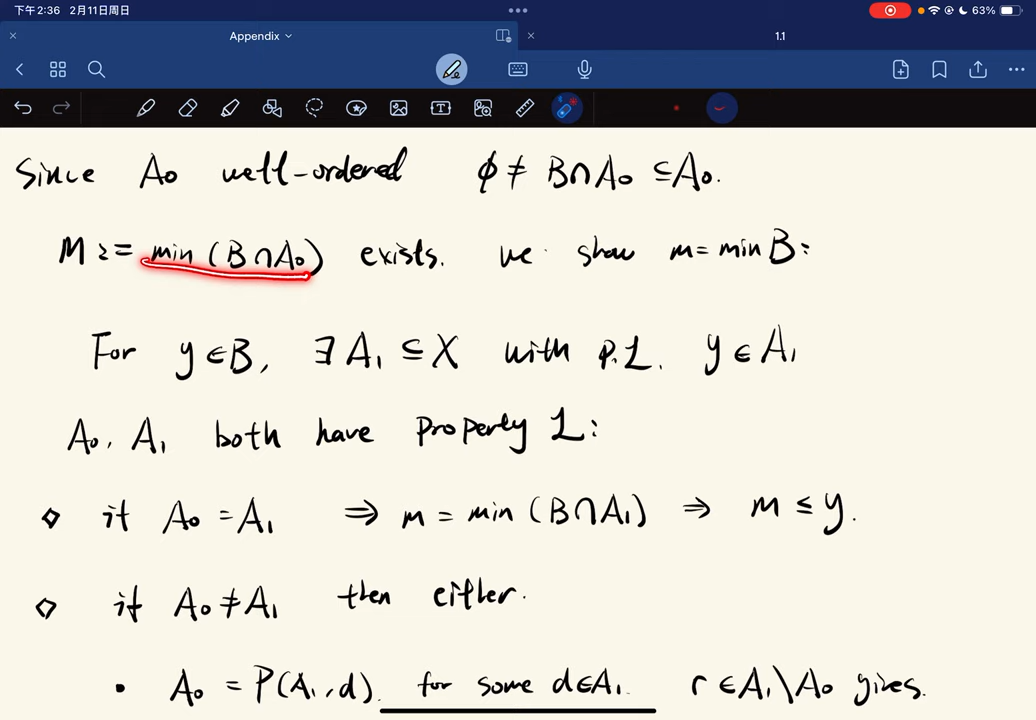 下午2:36 2月11日周日
63%
Appendix
1.1
Since A₀ well-ordered ϕ ≠ B∩A₀ ⊆A₀.
M := min (B∩A₀) exists. we show m = min B:
For y∈B, ∃ A₁ ⊆ X with p.L. y ∈ A₁
A₀, A₁ both have property L:
◇ if A₀ = A₁ ⇒ m = min (B∩A₁) ⇒ m ≤ y.
◇ if A₀ ≠ A₁ then either.
• A₀ = P(A₁, d). for some d∈A₁. r ∈ A₁\A₀ gives.